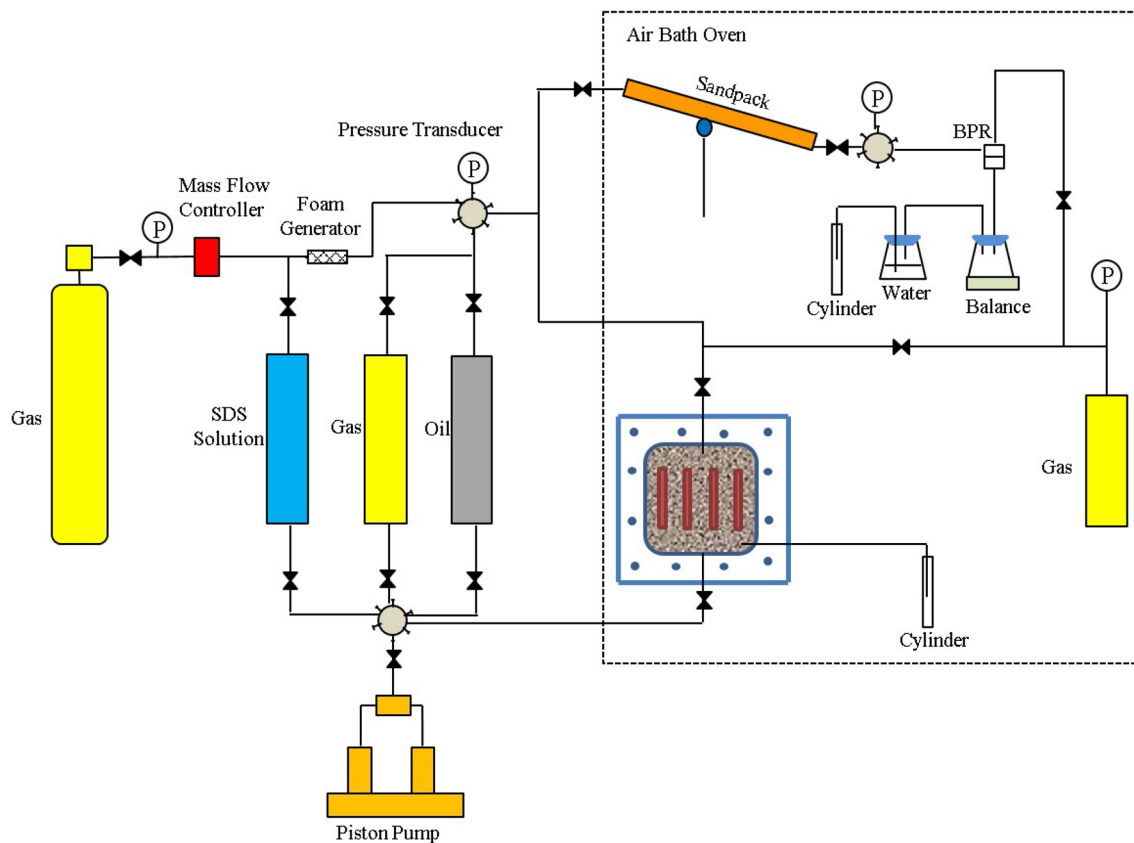 Air Bath Oven
Sandpack
P
Pressure Transducer
BPR
P
Mass Flow
Controller
Foam
Generator
P
P
Cylinder
Water
Balance
Gas
SDS
Solution
Gas
Oil
Gas
Cylinder
Piston Pump